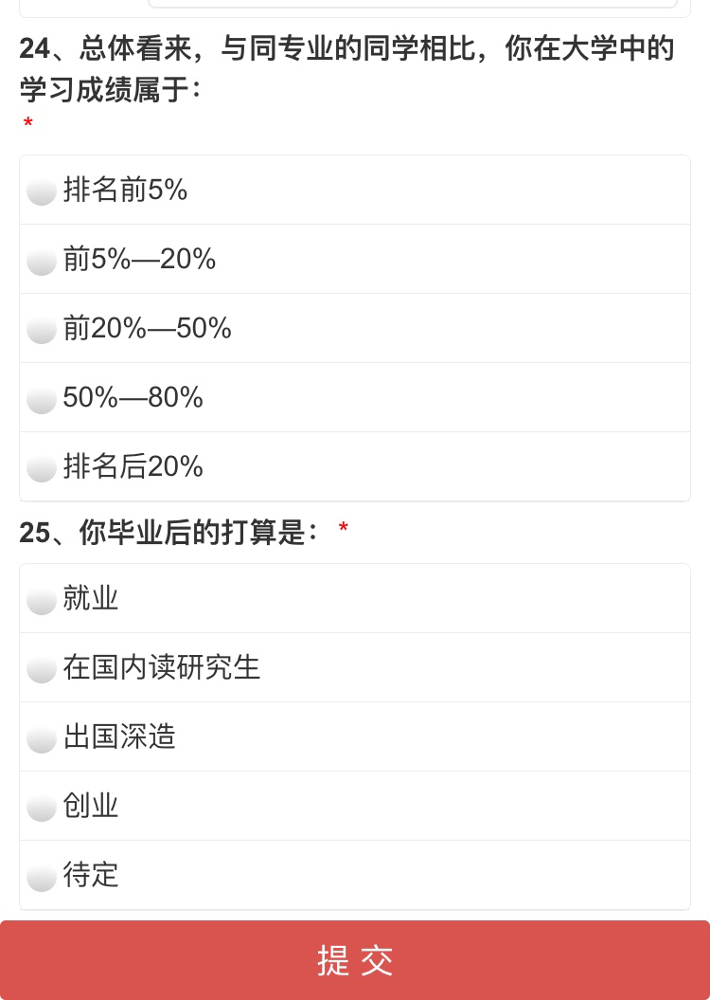 24、总体看来，与同专业的同学相比，你在大学中的
学习成绩属于：
*
排名前5%
前5%—20%
前20%—50%
50%—80%
排名后20%
25、你毕业后的打算是： *
就业
在国内读研究生
出国深造
创业
待定
提 交